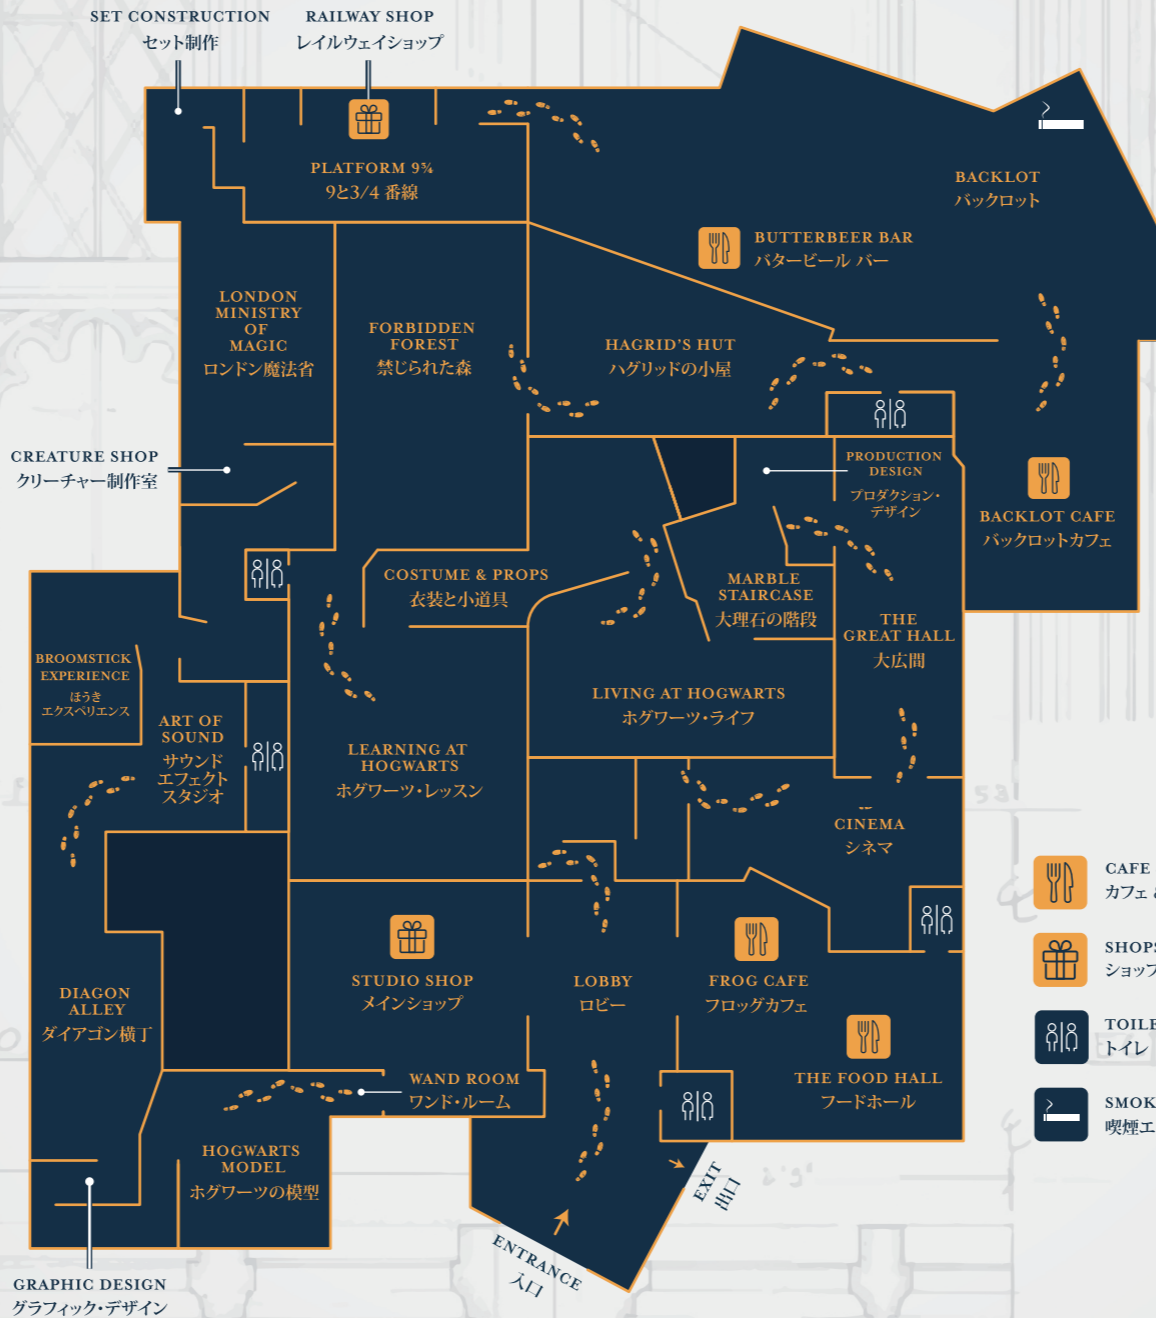 SET CONSTRUCTION
セット制作
RAILWAY SHOP
レイルウェイショップ
PLATFORM 9¾
9と3/4 番線
BACKLOT
バックロット
BUTTERBEER BAR
バタービール バー
LONDON
MINISTRY
OF
MAGIC
ロンドン魔法省
FORBIDDEN
FOREST
禁じられた森
HAGRID'S HUT
ハグリッドの小屋
CREATURE SHOP
クリーチャー制作室
PRODUCTION
DESIGN
プロダクション・
デザイン
BACKLOT CAFE
バックロットカフェ
COSTUME & PROPS
衣装と小道具
MARBLE
STAIRCASE
大理石の階段
THE
GREAT HALL
大広間
BROOMSTICK
EXPERIENCE
ほうき
エクスペリエンス
LIVING AT HOGWARTS
ホグワーツ・ライフ
ART OF
SOUND
サウンド
エフェクト
スタジオ
LEARNING AT
HOGWARTS
ホグワーツ・レッスン
CINEMA
シネマ
53
CAFE
カフェ
STUDIO SHOP
メインショップ
LOBBY
ロビー
FROG CAFE
フロッグカフェ
SHOPS
ショップ
DIAGON
ALLEY
ダイアゴン横丁
TOILE
トイレ
WAND ROOM
ワンド・ルーム
THE FOOD HALL
フードホール
SMOK
喫煙エ
HOGWARTS
MODEL
ホグワーツの模型
EXIT
出口
ENTRANCE
入口
GRAPHIC DESIGN
グラフィック・デザイン